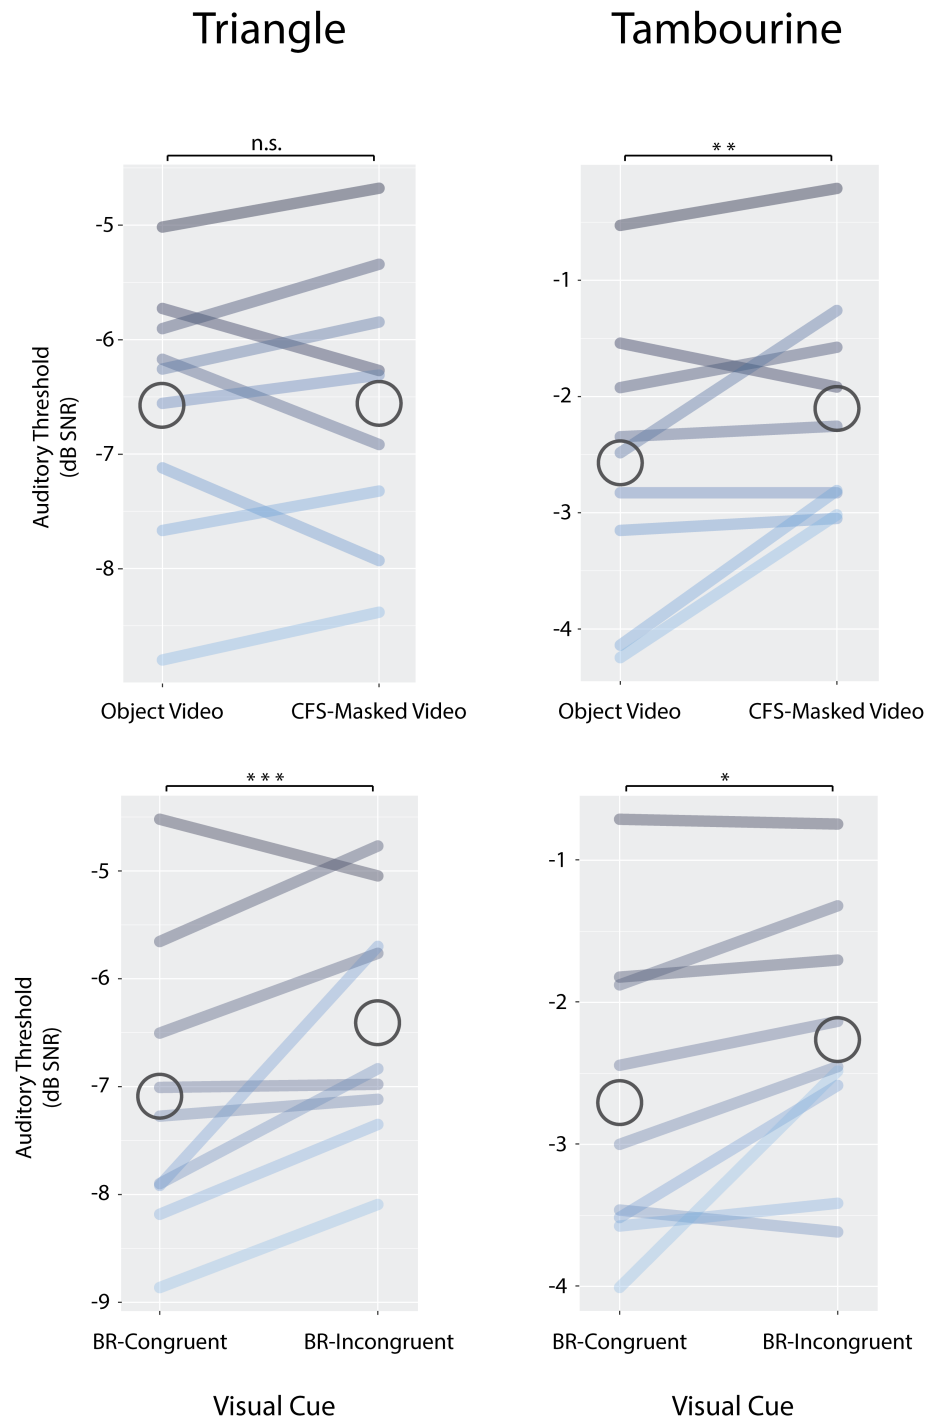 Triangle
Tambourine
n.s.
**
Auditory Threshold
(dB SNR)
-5
-6
-7
-8
-1
-2
-3
-4
Object Video
CFS-Masked Video
Object Video
CFS-Masked Video
***
*
Auditory Threshold
(dB SNR)
-5
-6
-7
-8
-9
-1
-2
-3
-4
BR-Congruent
BR-Incongruent
BR-Congruent
BR-Incongruent
Visual Cue
Visual Cue